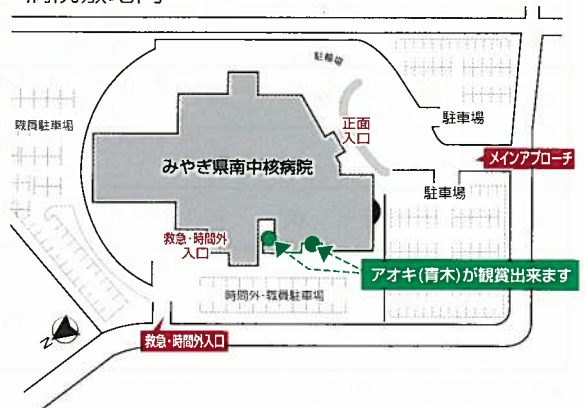 駐輪場
正面
入口
駐車場
職員駐車場
メインアプローチ
みやぎ県南中核病院
駐車場
救急・時間外
入口
アオキ(青木)が観賞出来ます
時間外・職員駐車場
N
救急・時間外入口